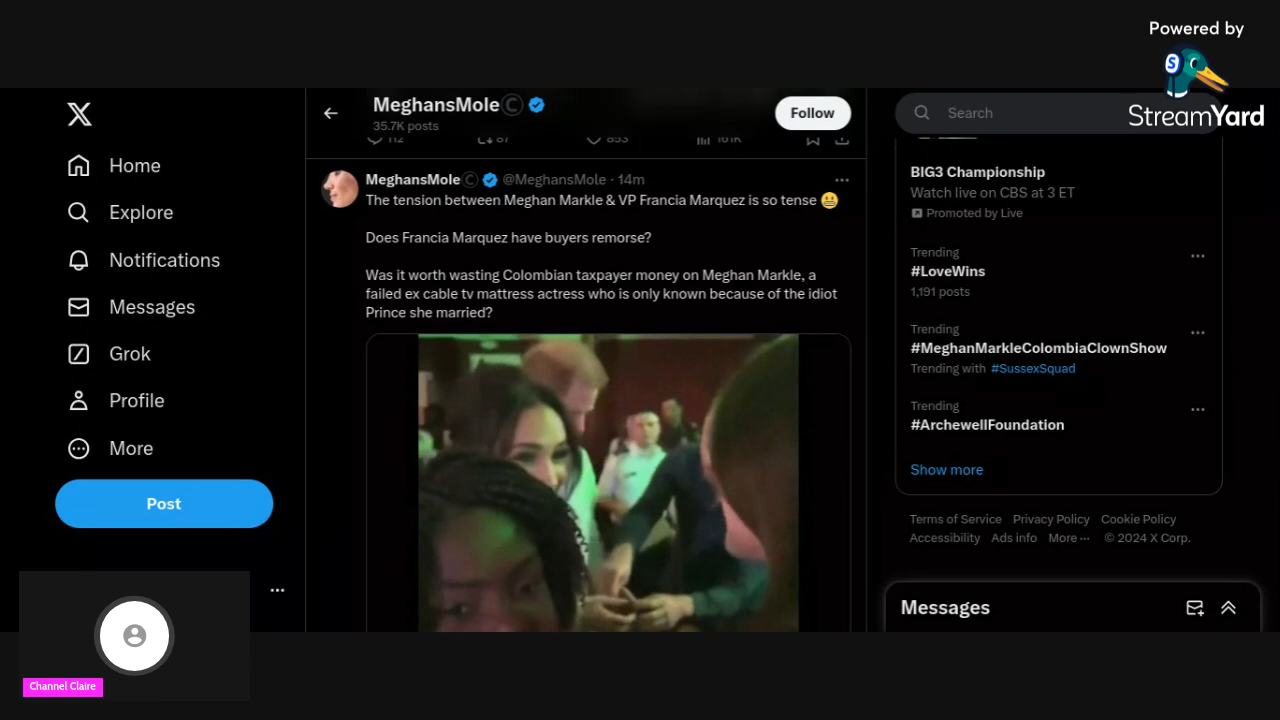 Powered by
StreamYard
MeghansMole
35.7K posts
Follow
Search
112
87
853
161K
Home
Explore
Notifications
Messages
Grok
Profile
More
Post
MeghansMole @MeghansMole · 14m
The tension between Meghan Markle & VP Francia Marquez is so tense 😬
Does Francia Marquez have buyers remorse?
Was it worth wasting Colombian taxpayer money on Meghan Markle, a
failed ex cable tv mattress actress who is only known because of the idiot
Prince she married?
BIG3 Championship
Watch live on CBS at 3 ET
Promoted by Live
Trending
#LoveWins
1,191 posts
Trending
#MeghanMarkleColombiaClownShow
Trending with #SussexSquad
Trending
#ArchewellFoundation
Show more
Terms of Service Privacy Policy Cookie Policy
Accessibility Ads info More ··· © 2024 X Corp.
Messages
Channel Claire